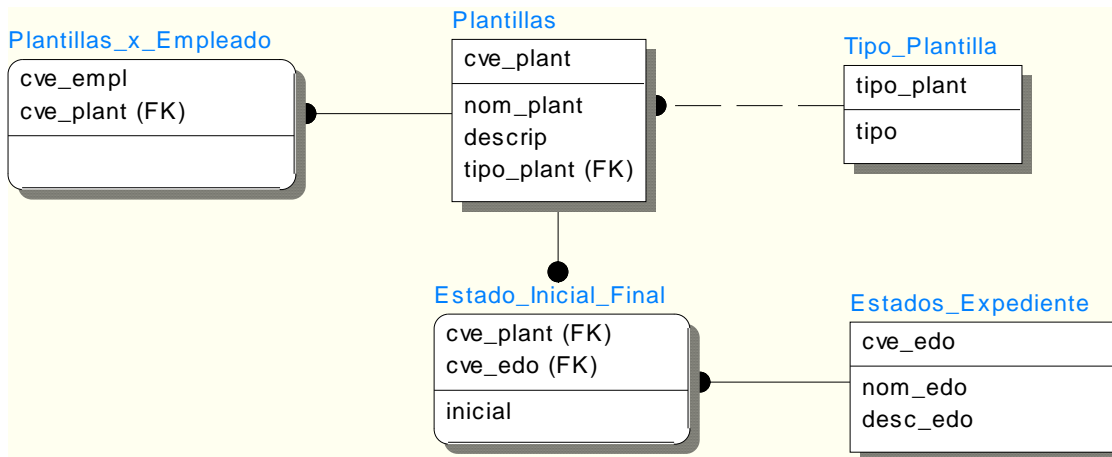 Plantillas_x_Empleado
cve_empl
cve_plant (FK)
Plantillas
cve_plant
nom_plant
descrip
tipo_plant (FK)
Tipo_Plantilla
tipo_plant
tipo
Estado_Inicial_Final
cve_plant (FK)
cve_edo (FK)
inicial
Estados_Expediente
cve_edo
nom_edo
desc_edo